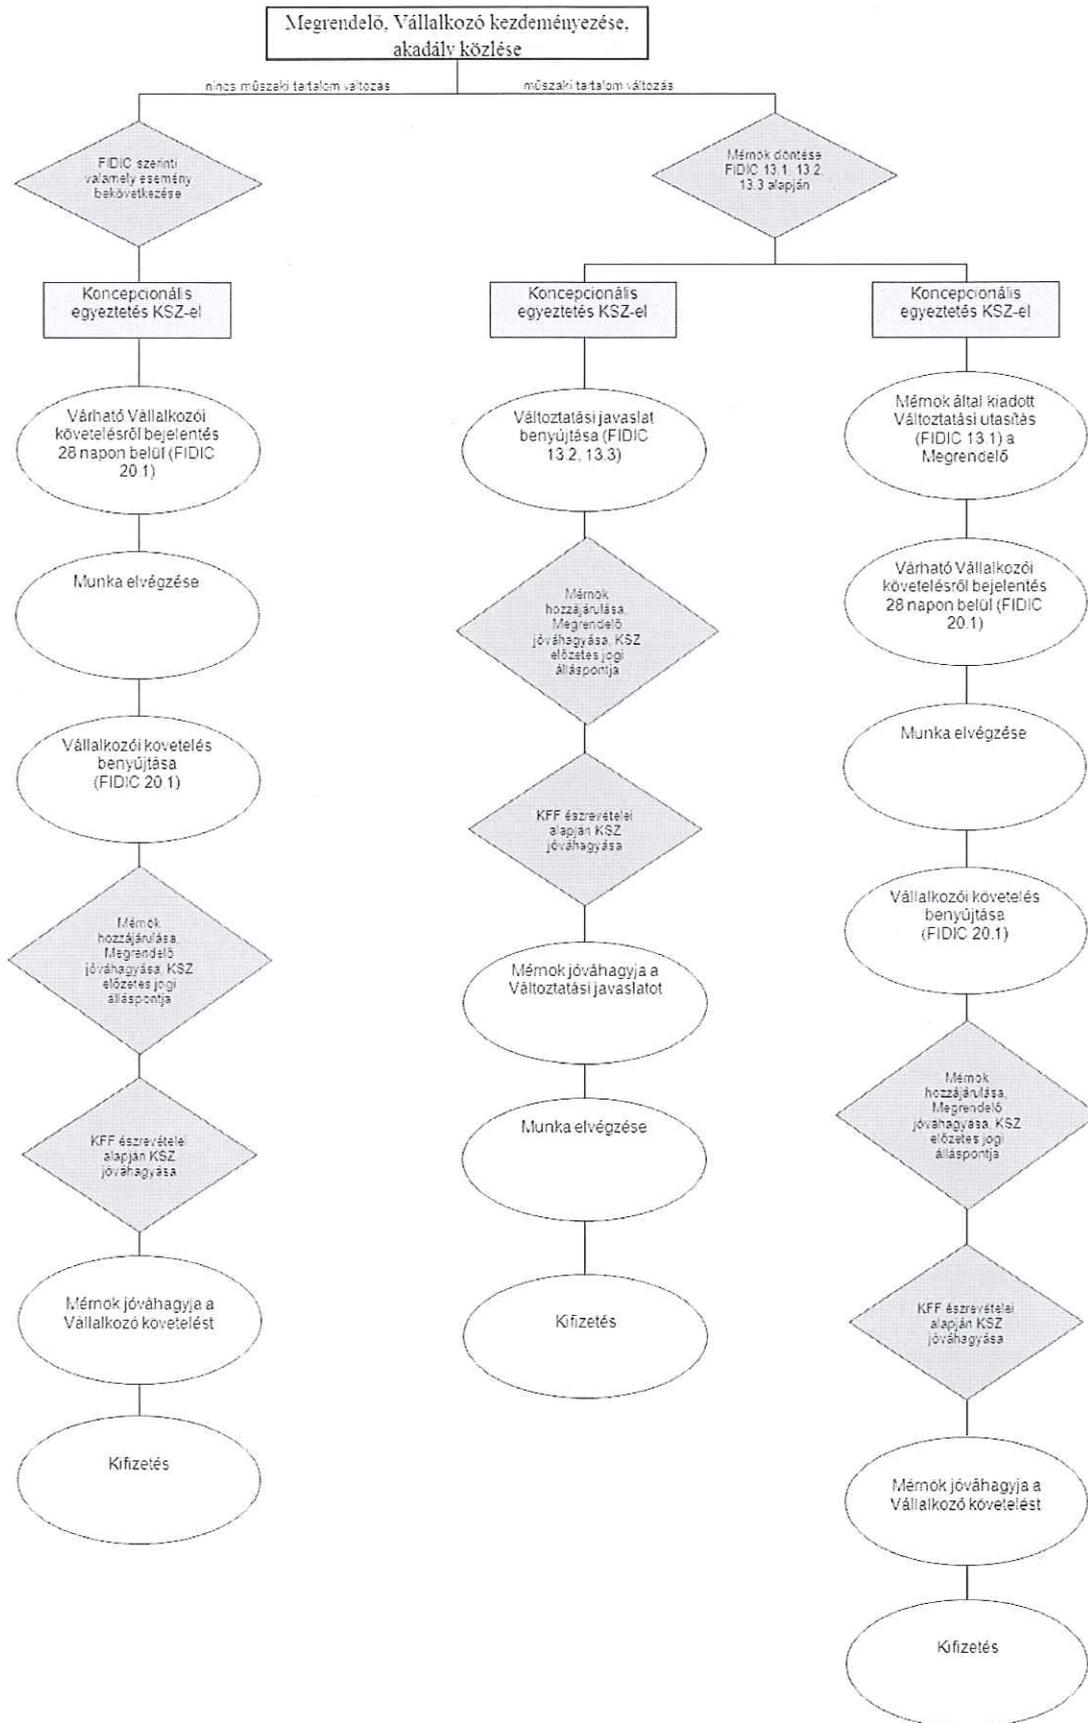 Megrendelő, Vállalkozó kezdeményezése,
akadály közlése
nincs műszaki tartalom változás
műszaki tartalom változás
FIDIC szerinti
valamely esemény
bekövetkezése
Koncepcionális
egyeztetés KSZ-el
Várható Vállalkozói
követelésről bejelentés
28 napon belül (FIDIC
20.1)
Munka elvégzése
Vállalkozói követelés
benyújtása
(FIDIC 20.1)
Mérnök
hozzájárulása,
Megrendelő
jóváhagyása, KSZ
előzetes jogi
álláspontja
KFF észrevételei
alapján KSZ
jóváhagyása
Mérnök jóváhagyja a
Vállalkozó követelést
Kifizetés
Mérnök döntése
FIDIC 13.1, 13.2,
13.3 alapján
Koncepcionális
egyeztetés KSZ-el
Változtatási javaslat
benyújtása (FIDIC
13.2, 13.3)
Mérnök
hozzájárulása,
Megrendelő
jóváhagyása, KSZ
előzetes jogi
álláspontja
KFF észrevételei
alapján KSZ
jóváhagyása
Mérnök jóváhagyja a
Változtatási javaslatot
Munka elvégzése
Kifizetés
Koncepcionális
egyeztetés KSZ-el
Mérnök által kiadott
Változtatási utasítás
(FIDIC 13.1) a
Megrendelő
Várható Vállalkozói
követelésről bejelentés
28 napon belül (FIDIC
20.1)
Munka elvégzése
Vállalkozói követelés
benyújtása
(FIDIC 20.1)
Mérnök
hozzájárulása,
Megrendelő
jóváhagyása, KSZ
előzetes jogi
álláspontja
KFF észrevételei
alapján KSZ
jóváhagyása
Mérnök jóváhagyja a
Vállalkozó követelést
Kifizetés